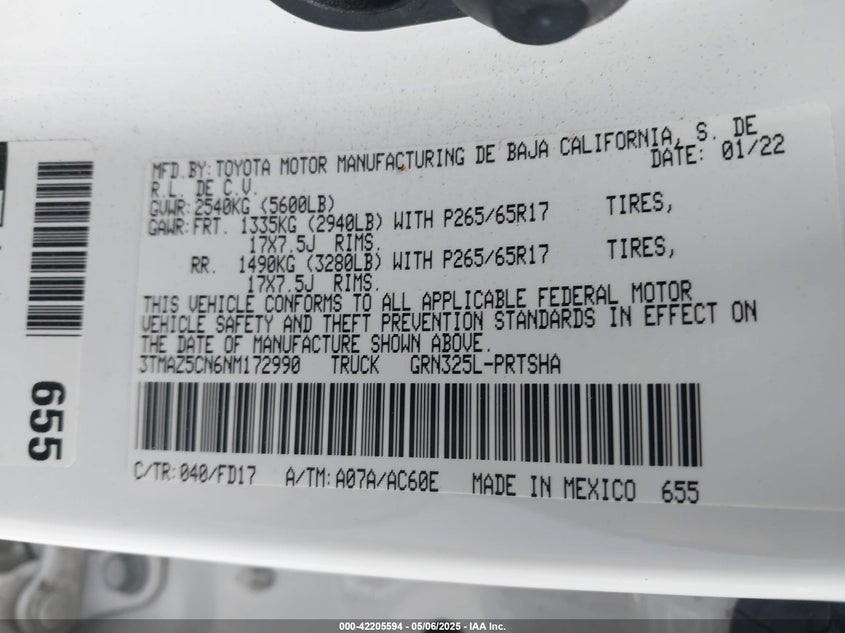 MFD.BY:TOYOTA MOTOR MANUFACTURING DE BAJA CALIFORNIA, S. DE
R.L. DE C.V. DATE: 01/22
GVWR:2540KG (5600LB)
GAWR:FRT. 1335KG (2940LB) WITH P265/65R17 TIRES,
17X7.5J RIMS.
RR. 1490KG (3280LB) WITH P265/65R17 TIRES,
17X7.5J RIMS.
THIS VEHICLE CONFORMS TO ALL APPLICABLE FEDERAL MOTOR
VEHICLE SAFETY AND THEFT PREVENTION STANDARDS IN EFFECT ON
THE DATE OF MANUFACTURE SHOWN ABOVE.
3TMAZ5CN6NM172990 TRUCK GRN325L-PRTSHA
C/TR:040/FD17 A/TM:A07A/AC60E MADE IN MEXICO 655
655
000-42205594 - 05/06/2025 - IAA Inc.